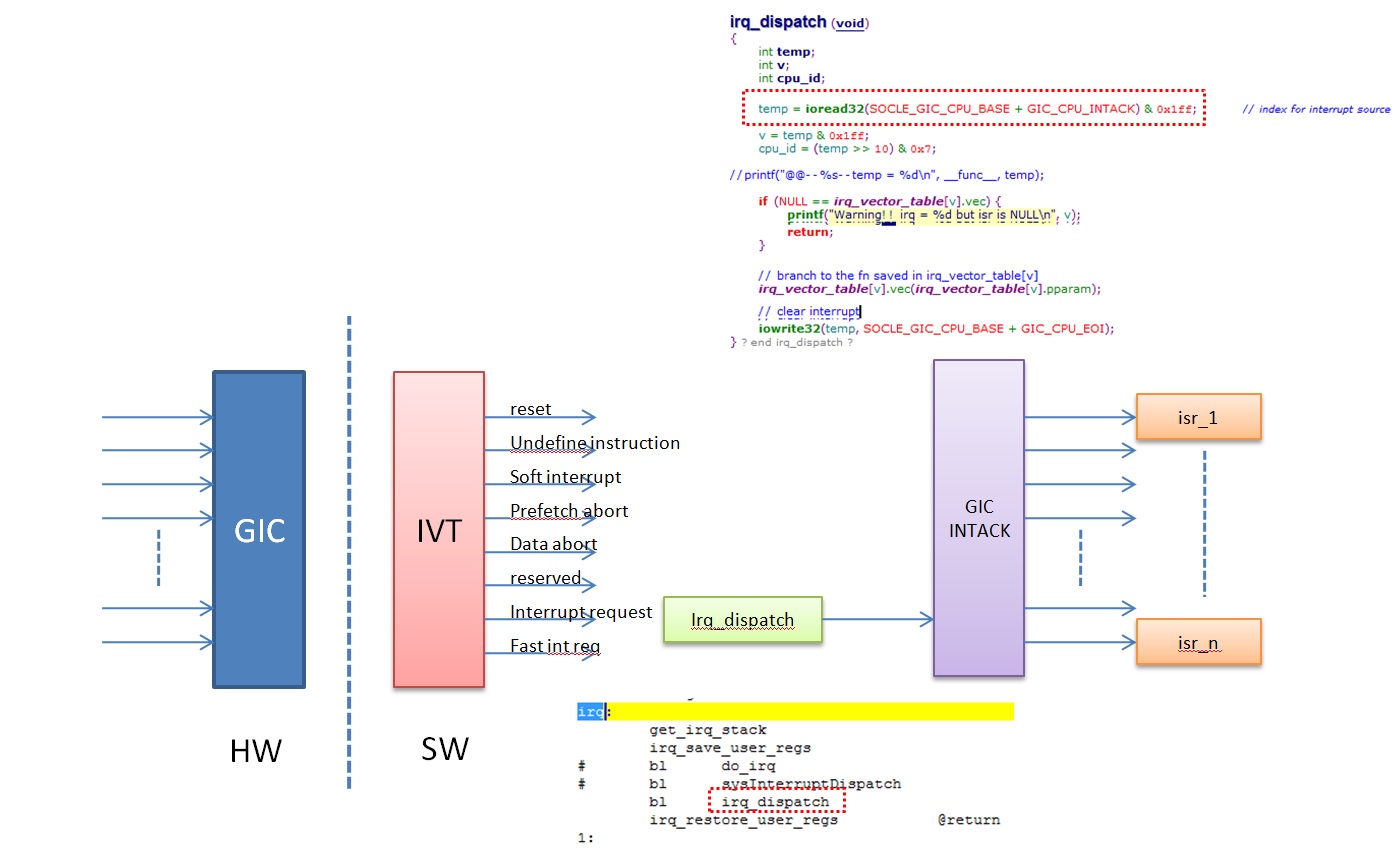 irq_dispatch (void)
{
int temp;
int v;
int cpu_id;
temp = ioread32(SOCLE_GIC_CPU_BASE + GIC_CPU_INTACK) & 0x1ff; // index for interrupt source
v = temp & 0x1ff;
cpu_id = (temp >> 10) & 0x7;
//printf("@@--%s--temp = %d\n", __func__, temp);
if (NULL == irq_vector_table[v].vec) {
printf("Warning!! irq = %d but isr is NULL\n", v);
return;
}
// branch to the fn saved in irq_vector_table[v]
irq_vector_table[v].vec(irq_vector_table[v].pparam);
// clear interrupt
iowrite32(temp, SOCLE_GIC_CPU_BASE + GIC_CPU_EOI);
} ? end irq_dispatch ?
GIC
IVT
reset
Undefine instruction
Soft interrupt
Prefetch abort
Data abort
reserved
Interrupt request
Fast int req
Irq_dispatch
GIC
INTACK
isr_1
isr_n
HW
SW
irq:
get_irq_stack
irq_save_user_regs
# bl do_irq
# bl sysInterruptDispatch
bl irq_dispatch
irq_restore_user_regs @return
1: